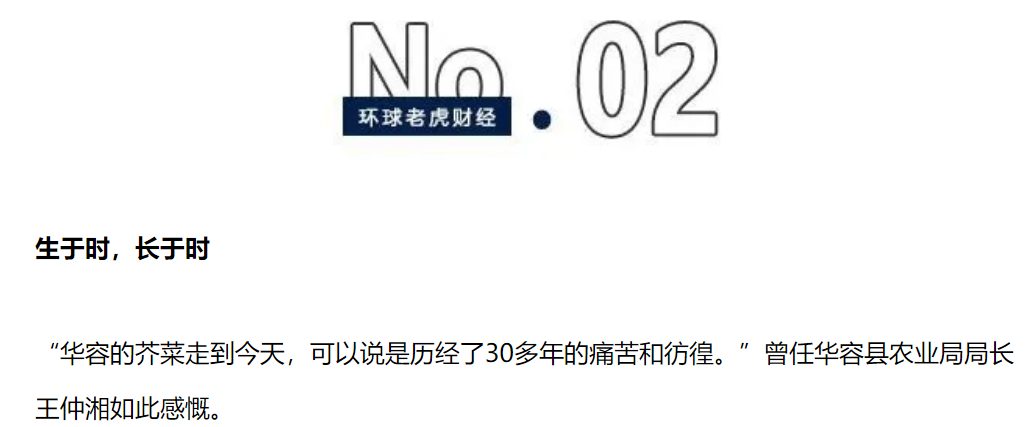 No.02
环球老虎财经
生于时，长于时
“华容的芥菜走到今天，可以说是历经了30多年的痛苦和彷徨。”曾任华容县农业局局长
王仲湘如此感慨。